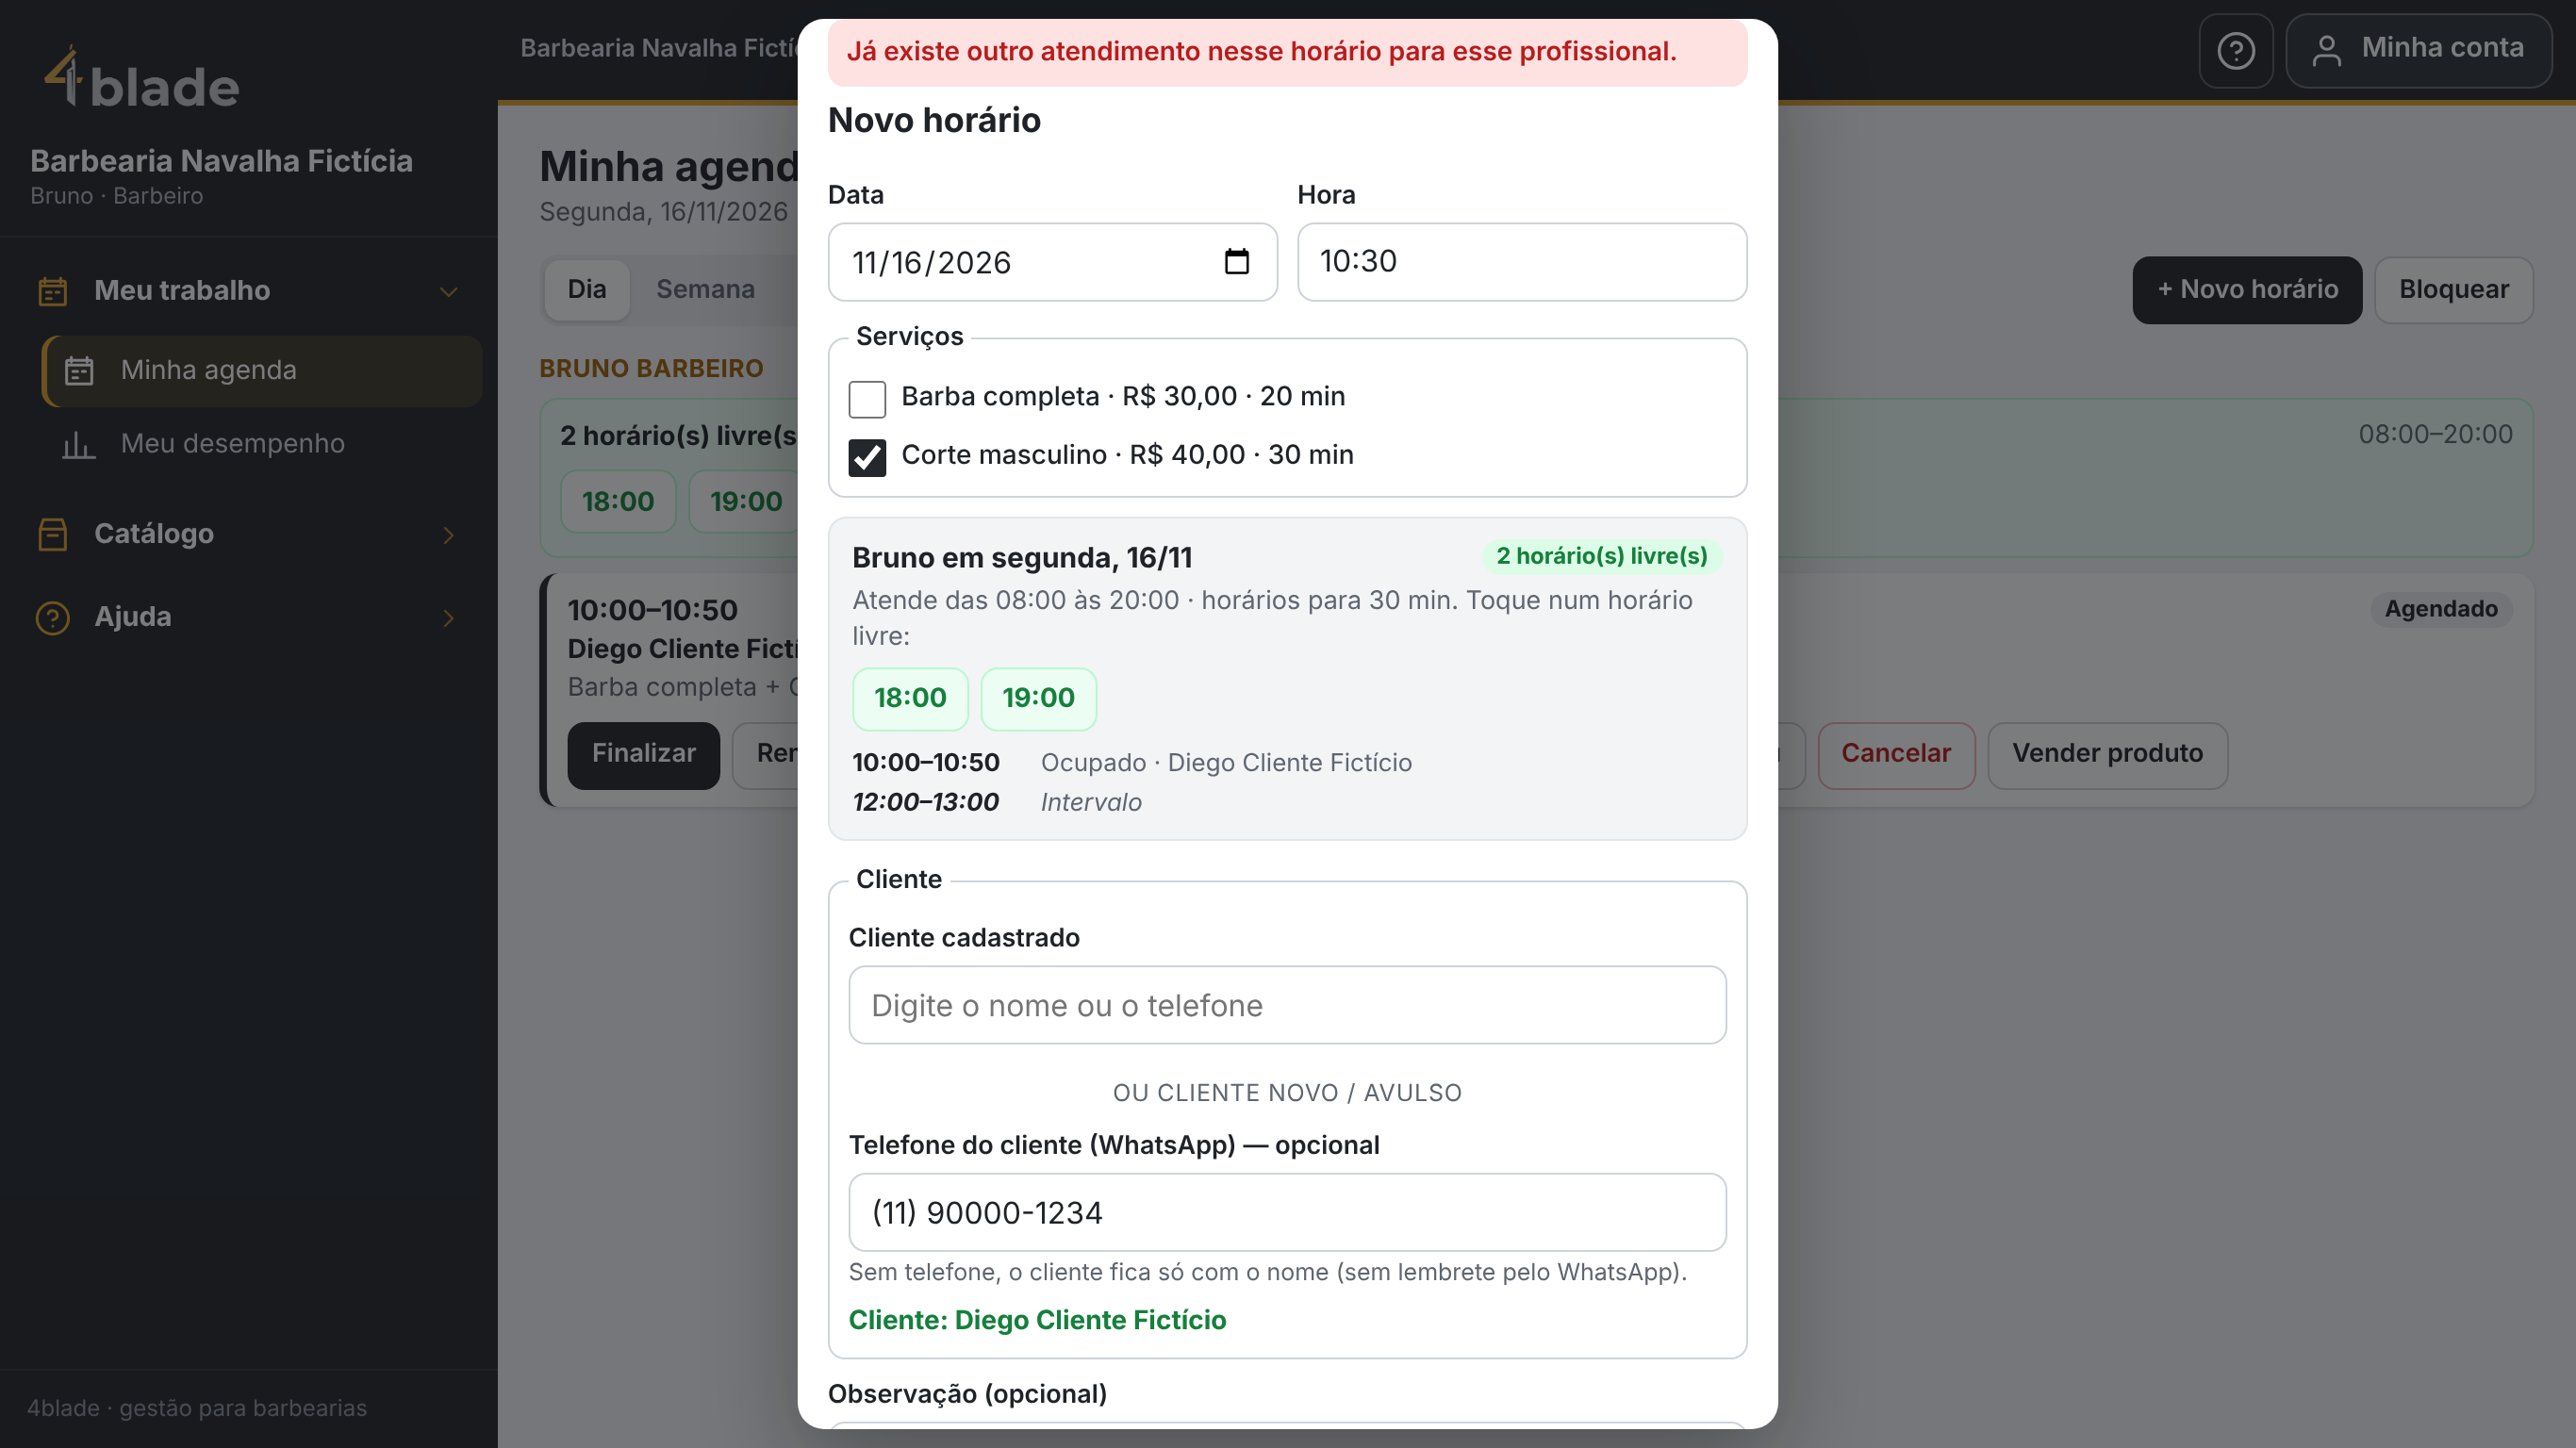 4blade
Barbearia Navalha Fictícia
Bruno · Barbeiro
Meu trabalho
Minha agenda
Meu desempenho
Catálogo
Ajuda
4blade · gestão para barbearias
Barbearia Navalha
Minha conta
Minha
Segunda, 16/11/2026
Dia
Semana
+ Novo horário
Bloquear
BRUNO BARBEIRO
2 horário(s)
08:00–20:00
18:00
19:00
10:00–10:50
Agendado
Diego Cliente
Barba completa +
Finalizar
Cancelar
Vender produto
Já existe outro atendimento nesse horário para esse profissional.
Novo horário
Data
Hora
11/16/2026
10:30
Serviços
Barba completa · R$ 30,00 · 20 min
Corte masculino · R$ 40,00 · 30 min
Bruno em segunda, 16/11
2 horário(s) livre(s)
Atende das 08:00 às 20:00 · horários para 30 min. Toque num horário
livre:
18:00
19:00
10:00–10:50 Ocupado · Diego Cliente Fictício
12:00–13:00 Intervalo
Cliente
Cliente cadastrado
Digite o nome ou o telefone
OU CLIENTE NOVO / AVULSO
Telefone do cliente (WhatsApp) — opcional
(11) 90000-1234
Sem telefone, o cliente fica só com o nome (sem lembrete pelo WhatsApp).
Cliente: Diego Cliente Fictício
Observação (opcional)